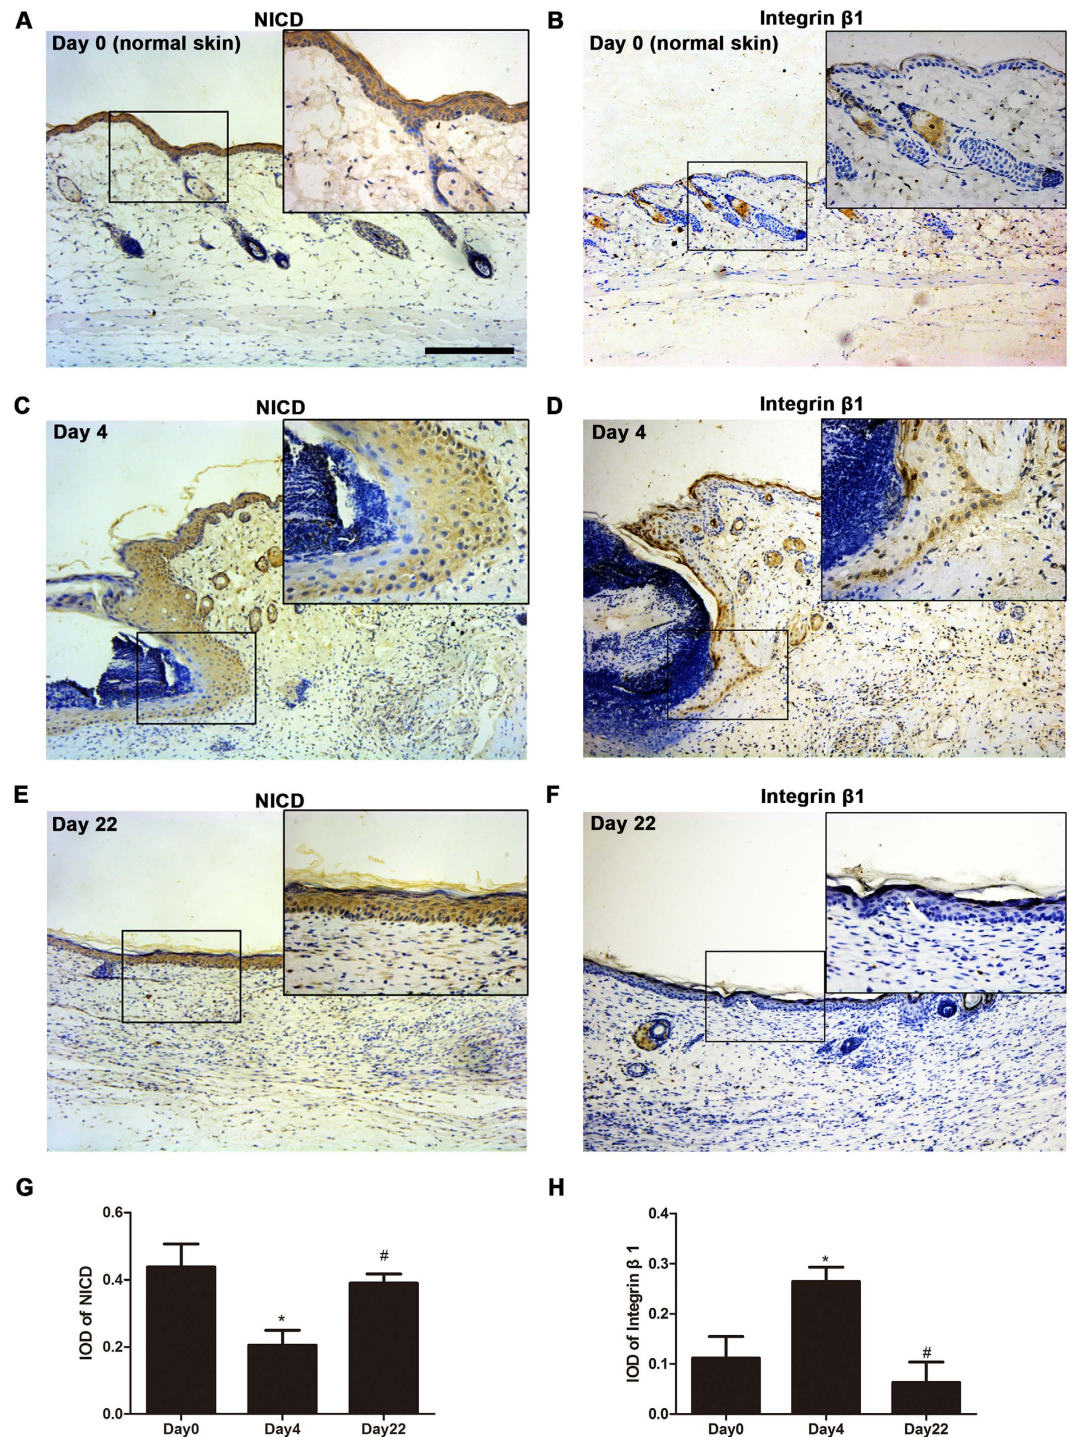 A
NICD
Day 0 (normal skin)
B
Integrin β1
Day 0 (normal skin)
C
NICD
Day 4
D
Integrin β1
Day 4
E
NICD
Day 22
F
Integrin β1
Day 22
G
0.6
0.4
0.2
0.0
IOD of NICD
*
#
Day0
Day4
Day22
H
0.4
0.3
0.2
0.1
0.0
IOD of Integrin β 1
*
#
Day0
Day4
Day22